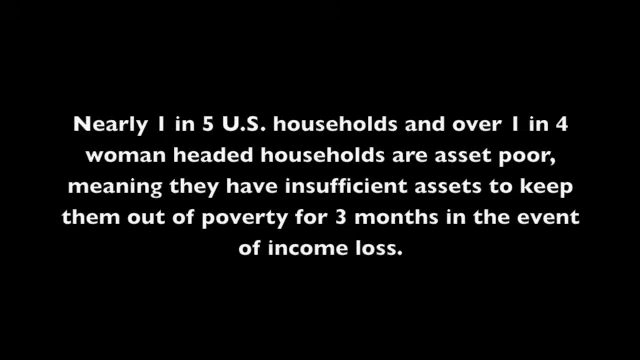 Nearly 1 in 5 U.S. households and over 1 in 4
woman headed households are asset poor,
meaning they have insufficient assets to keep
them out of poverty for 3 months in the event
of income loss.